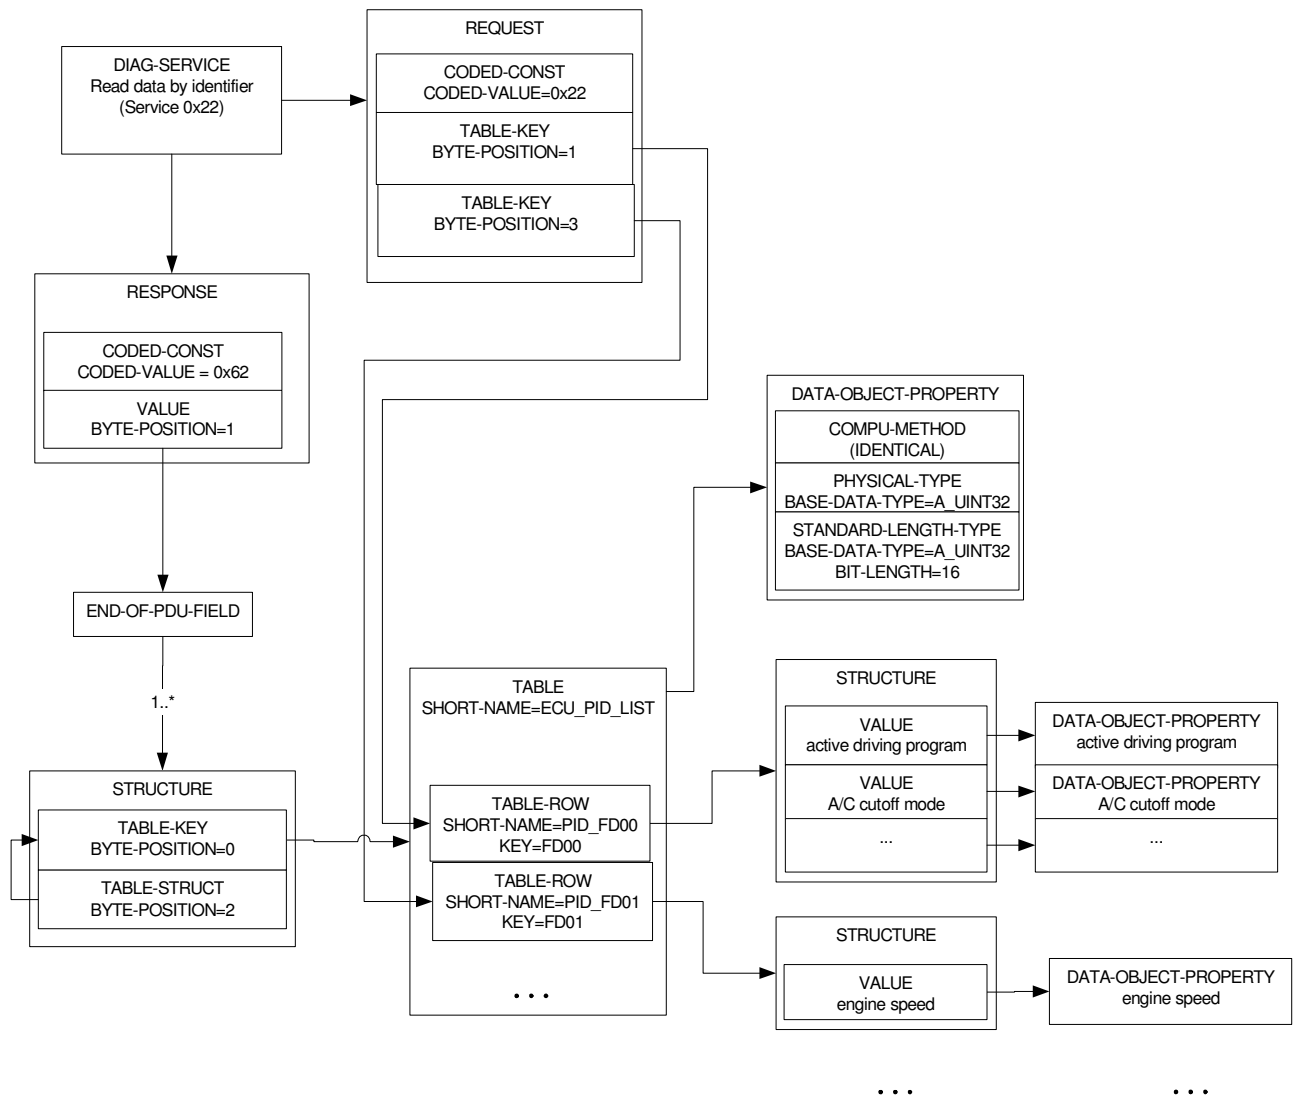 DIAG-SERVICE
Read data by identifier
(Service 0x22)
REQUEST
CODED-CONST
CODED-VALUE=0x22
TABLE-KEY
BYTE-POSITION=1
TABLE-KEY
BYTE-POSITION=3
RESPONSE
CODED-CONST
CODED-VALUE = 0x62
VALUE
BYTE-POSITION=1
DATA-OBJECT-PROPERTY
COMPU-METHOD
(IDENTICAL)
PHYSICAL-TYPE
BASE-DATA-TYPE=A_UINT32
STANDARD-LENGTH-TYPE
BASE-DATA-TYPE=A_UINT32
BIT-LENGTH=16
END-OF-PDU-FIELD
1..*
STRUCTURE
TABLE-KEY
BYTE-POSITION=0
TABLE-STRUCT
BYTE-POSITION=2
TABLE
SHORT-NAME=ECU_PID_LIST
TABLE-ROW
SHORT-NAME=PID_FD00
KEY=FD00
TABLE-ROW
SHORT-NAME=PID_FD01
KEY=FD01
...
STRUCTURE
VALUE
active driving program
VALUE
A/C cutoff mode
...
DATA-OBJECT-PROPERTY
active driving program
DATA-OBJECT-PROPERTY
A/C cutoff mode
...
STRUCTURE
VALUE
engine speed
DATA-OBJECT-PROPERTY
engine speed
...
...